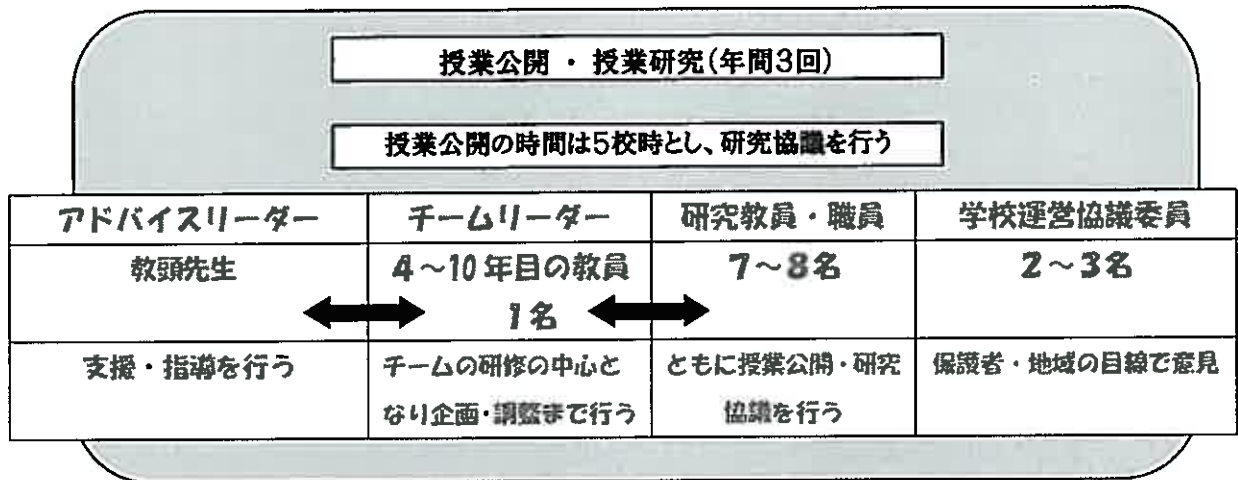 授業公開 ・ 授業研究(年間3回)
授業公開の時間は5校時とし、研究協議を行う
アドバイスリーダー
チームリーダー
研究教員・職員
学校運営協議委員
教頭先生
4～10年目の教員
1名
7～8名
2～3名
支援・指導を行う
チームの研修の中心と
なり企画・調整まで行う
ともに授業公開・研究
協議を行う
保護者・地域の目線で意見